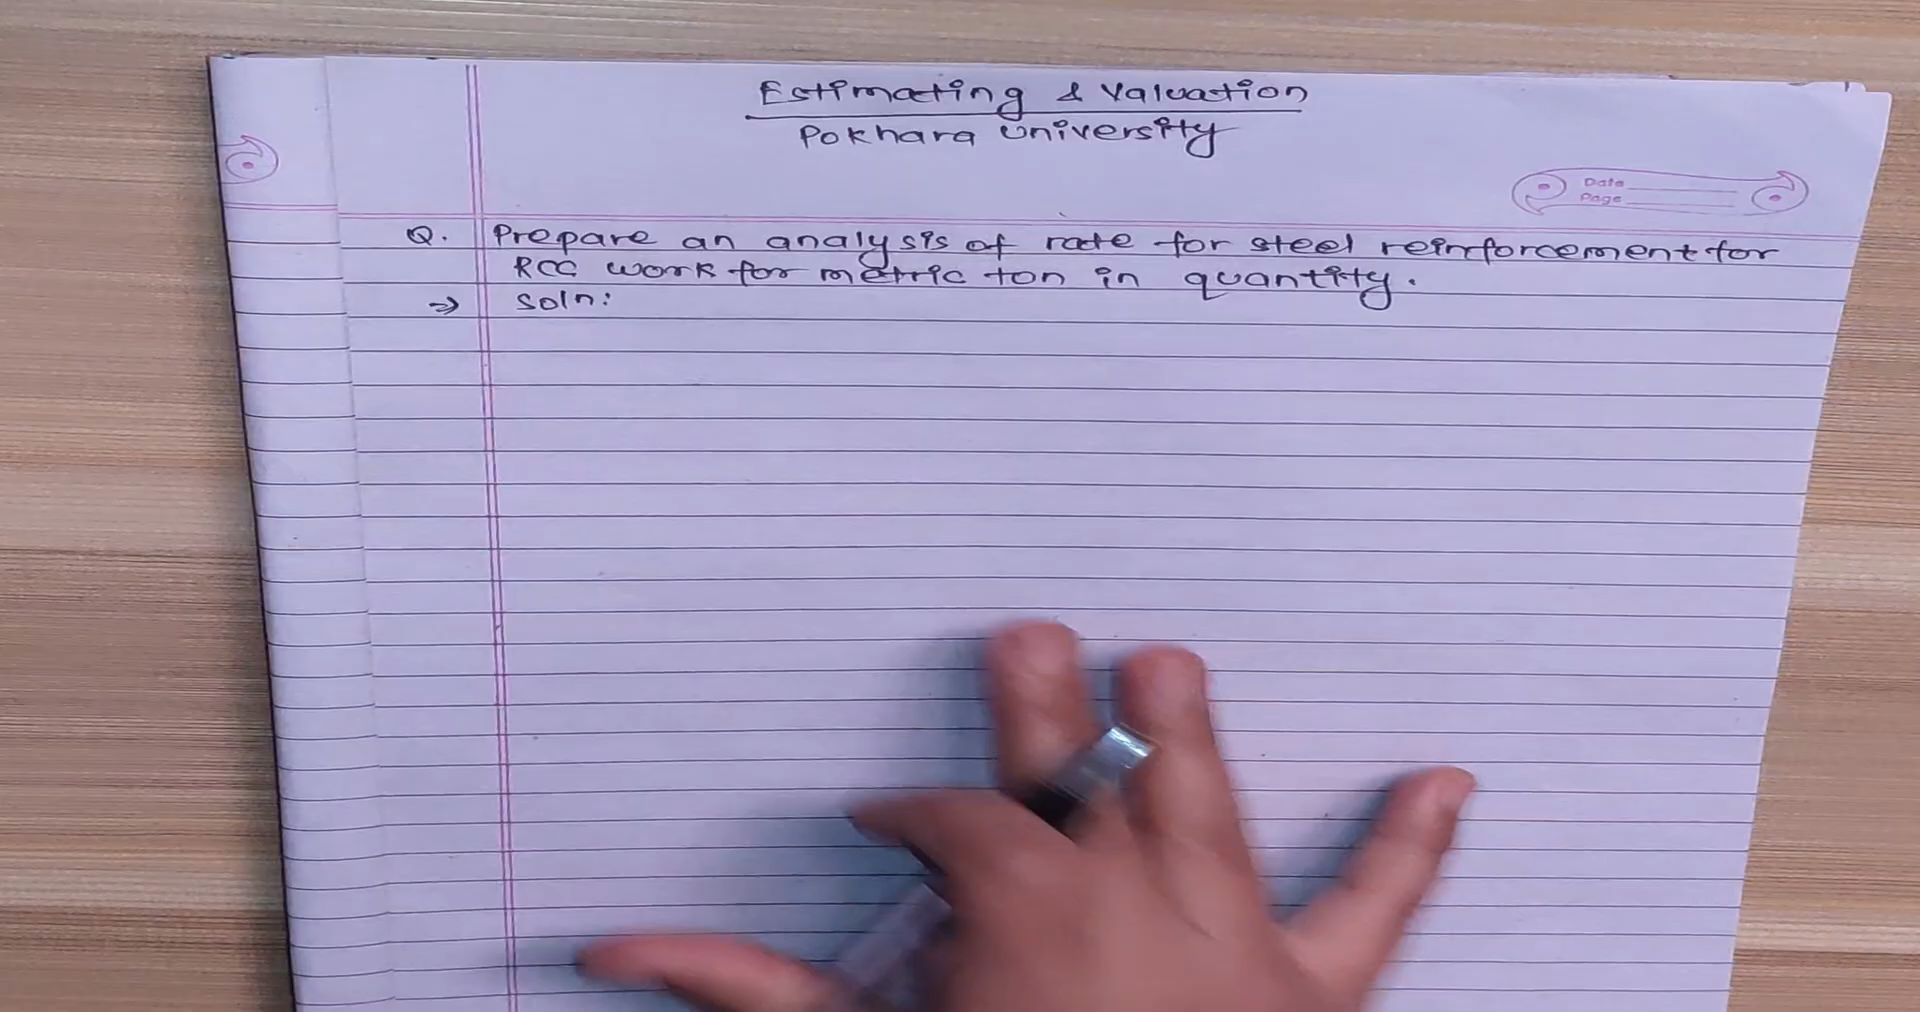 Estimating & Valuation
Pokhara University
Date
Page
Q. Prepare an analysis of rate for steel reinforcement for
RCC work for metric ton in quantity.
⇒ Soln: